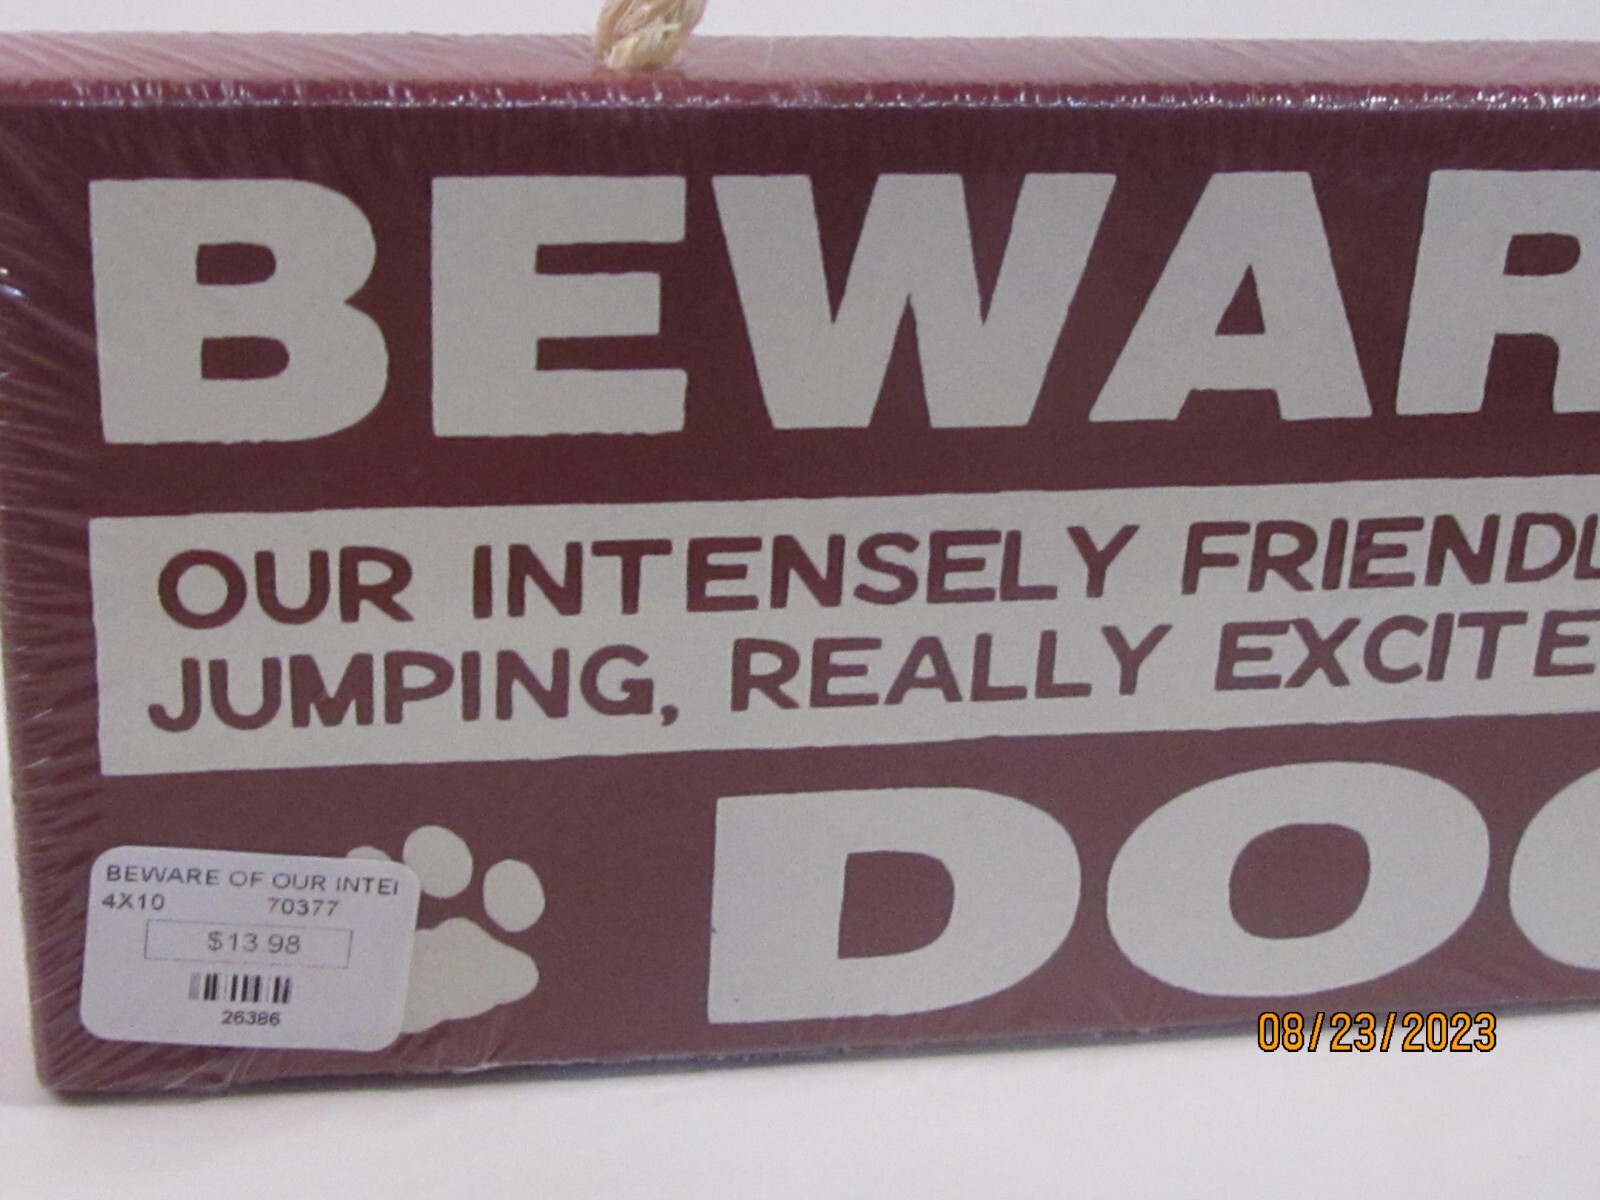 BEWAR
OUR INTENSELY FRIENDL
JUMPING, REALLY EXCITE
DO
BEWARE OF OUR INTEI
4X10 70377
$13.98
26386
08/23/2023